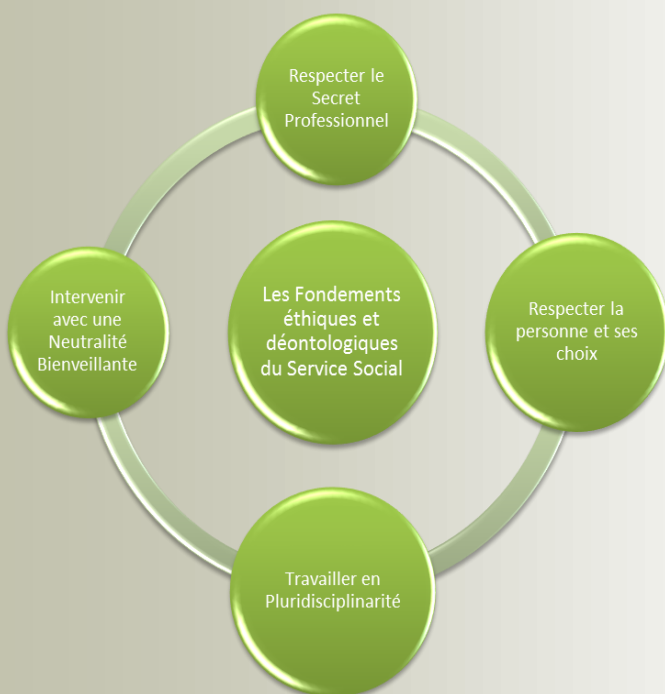 Respecter le
Secret
Professionnel
Intervenir
avec une
Neutralité
Bienveillante
Les Fondements
éthiques et
déontologiques
du Service Social
Respecter la
personne et ses
choix
Travailler en
Pluridisciplinarité